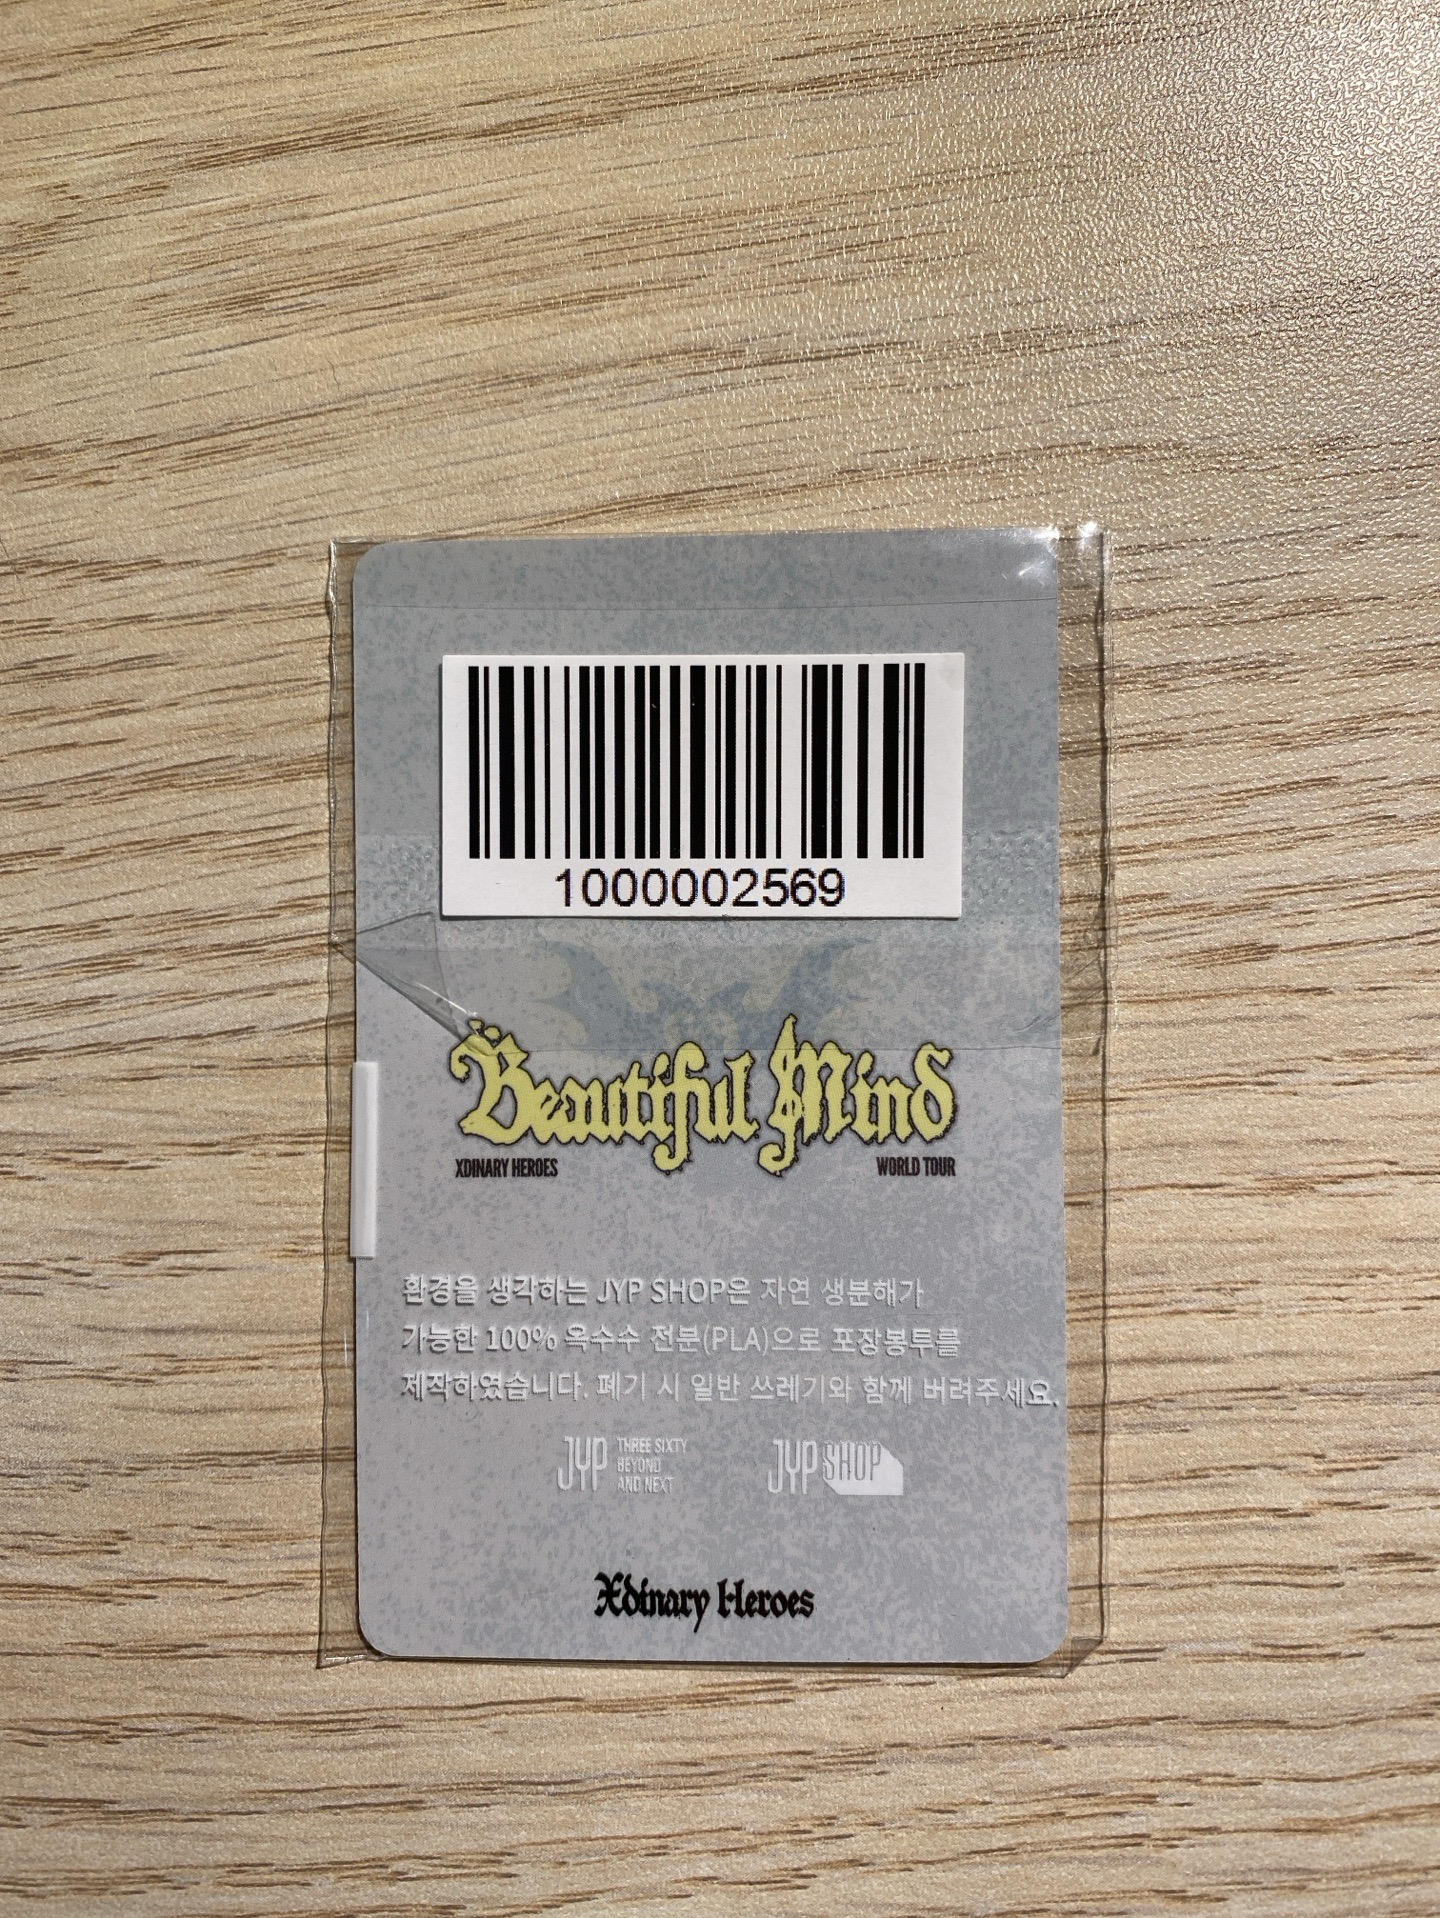 1000002569
Beautiful Mind
XDINARY HEROES WORLD TOUR
환경을 생각하는 JYP SHOP은 자연 생분해가
가능한 100% 옥수수 전분(PLA)으로 포장봉투를
제작하였습니다. 폐기 시 일반 쓰레기와 함께 버려주세요.
JYP THREE SIXTY
BEYOND
AND NEXT
JYP SHOP
Xdinary Heroes